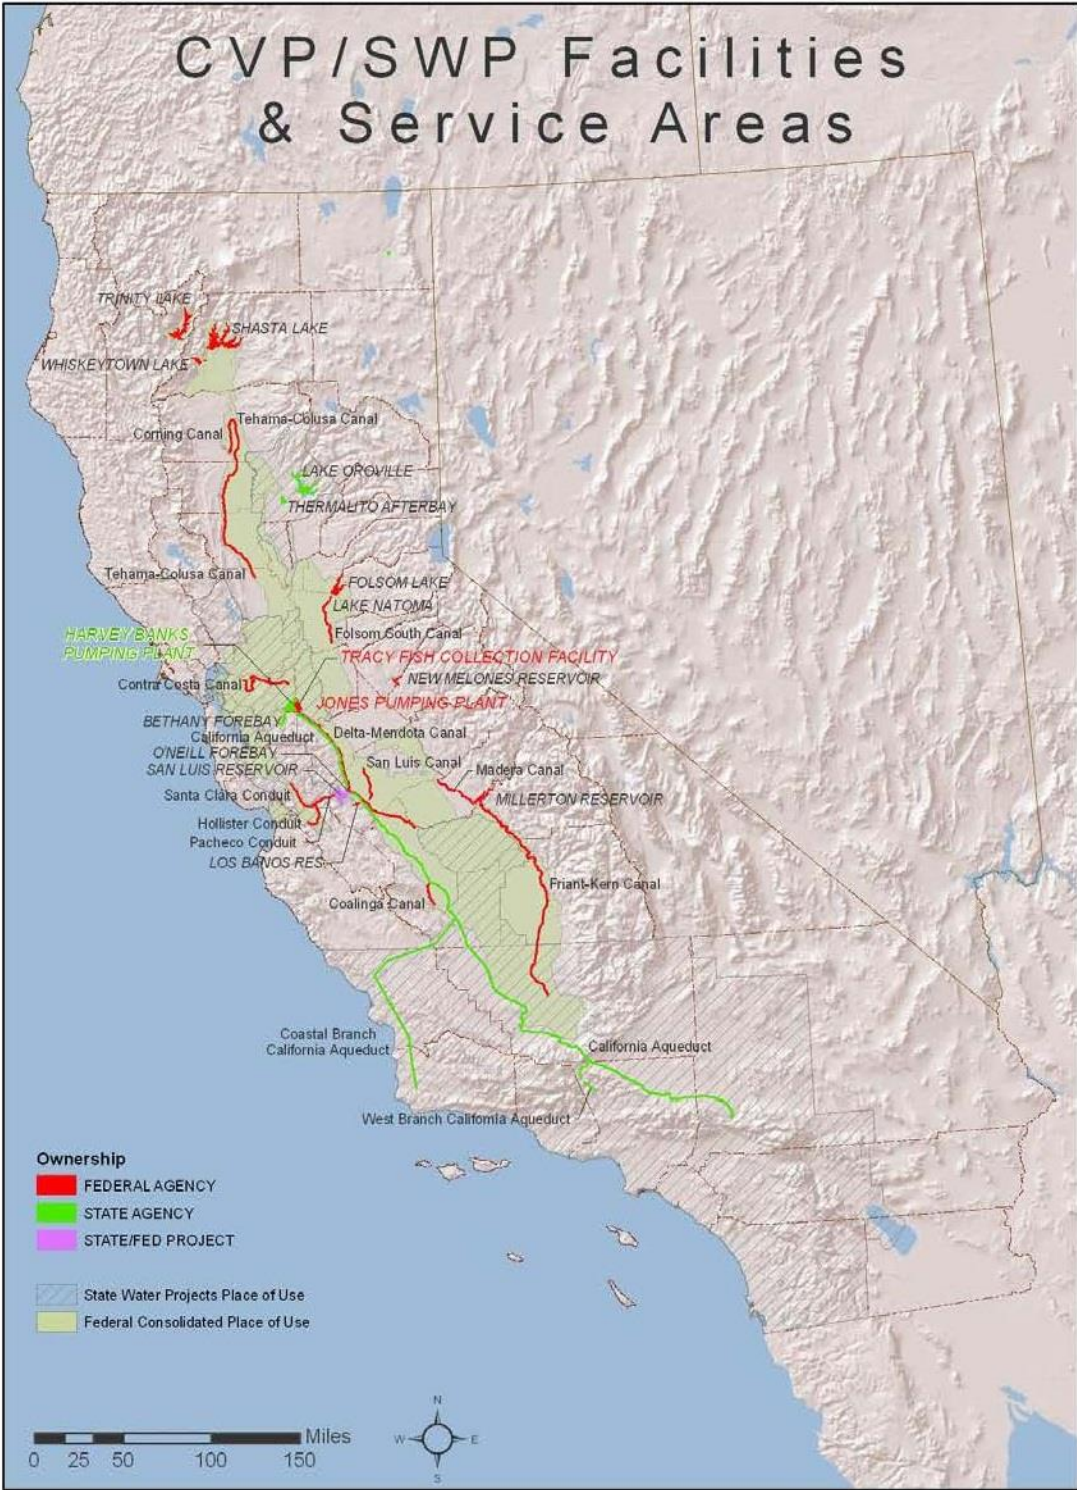 CVP/SWP Facilities
& Service Areas
TRINITY LAKE
SHASTA LAKE
WHISKEYTOWN LAKE
Tehama-Colusa Canal
Corning Canal
LAKE OROVILLE
THERMALITO AFTERBAY
Tehama-Colusa Canal
FOLSOM LAKE
LAKE NATOMA
Folsom South Canal
HARVEY BANKS
PUMPING PLANT
TRACY FISH COLLECTION FACILITY
NEW MELONES RESERVOIR
Contra Costa Canal
JONES PUMPING PLANT
BETHANY FOREBAY
California Aqueduct
Delta-Mendota Canal
O'NEILL FOREBAY
SAN LUIS RESERVOIR
San Luis Canal
Madera Canal
Santa Clara Conduit
MILLERTON RESERVOIR
Hollister Conduit
Pacheco Conduit
LOS BANOS RES
Friant-Kern Canal
Coalinga Canal
Coastal Branch
California Aqueduct
California Aqueduct
West Branch California Aqueduct
Ownership
FEDERAL AGENCY
STATE AGENCY
STATE/FED PROJECT
State Water Projects Place of Use
Federal Consolidated Place of Use
N
W E
S
Miles
0 25 50 100 150